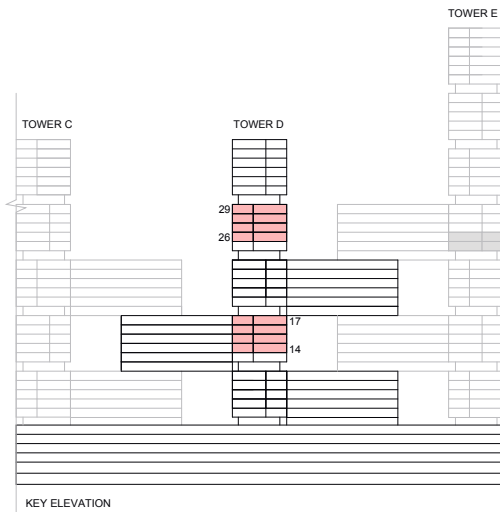 TOWER E
TOWER C
TOWER D
29
26
17
14
KEY ELEVATION